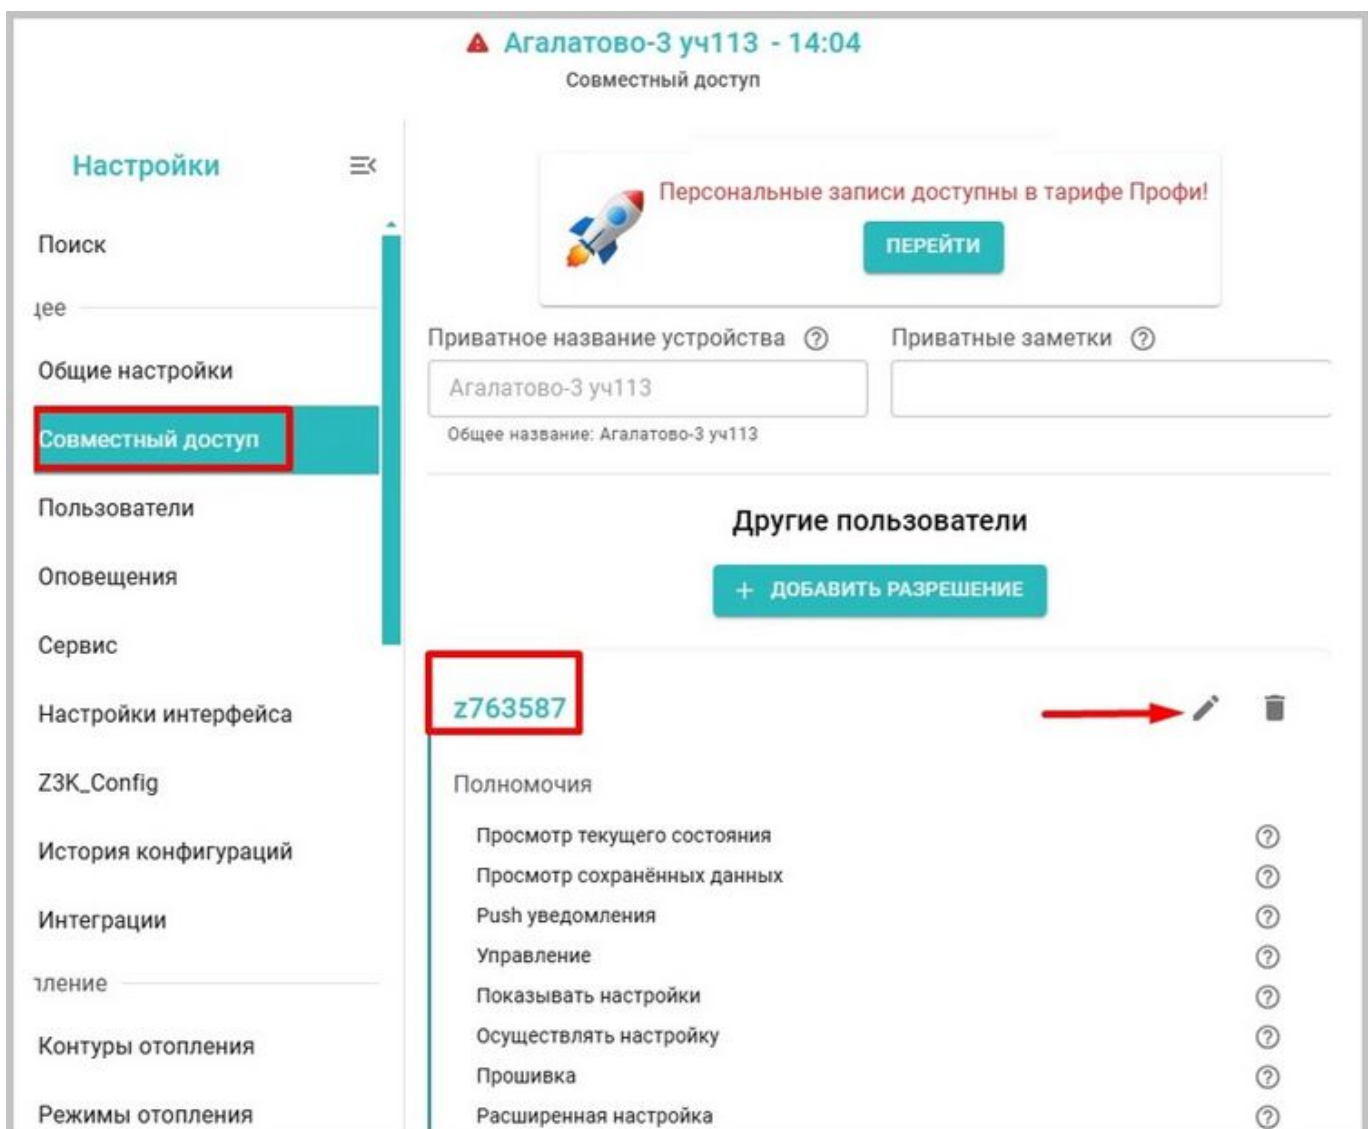 Агалатово-3 уч113 - 14:04
Совместный доступ
Настройки
Поиск
щее
Общие настройки
Совместный доступ
Пользователи
Оповещения
Сервис
Настройки интерфейса
Z3K_Config
История конфигураций
Интеграции
пление
Контуры отопления
Режимы отопления
Персональные записи доступны в тарифе Профи!
ПЕРЕЙТИ
Приватное название устройства
Приватные заметки
Агалатово-3 уч113
Общее название: Агалатово-3 уч113
Другие пользователи
+ ДОБАВИТЬ РАЗРЕШЕНИЕ
z763587
Полномочия
Просмотр текущего состояния
Просмотр сохранённых данных
Push уведомления
Управление
Показывать настройки
Осуществлять настройку
Прошивка
Расширенная настройка